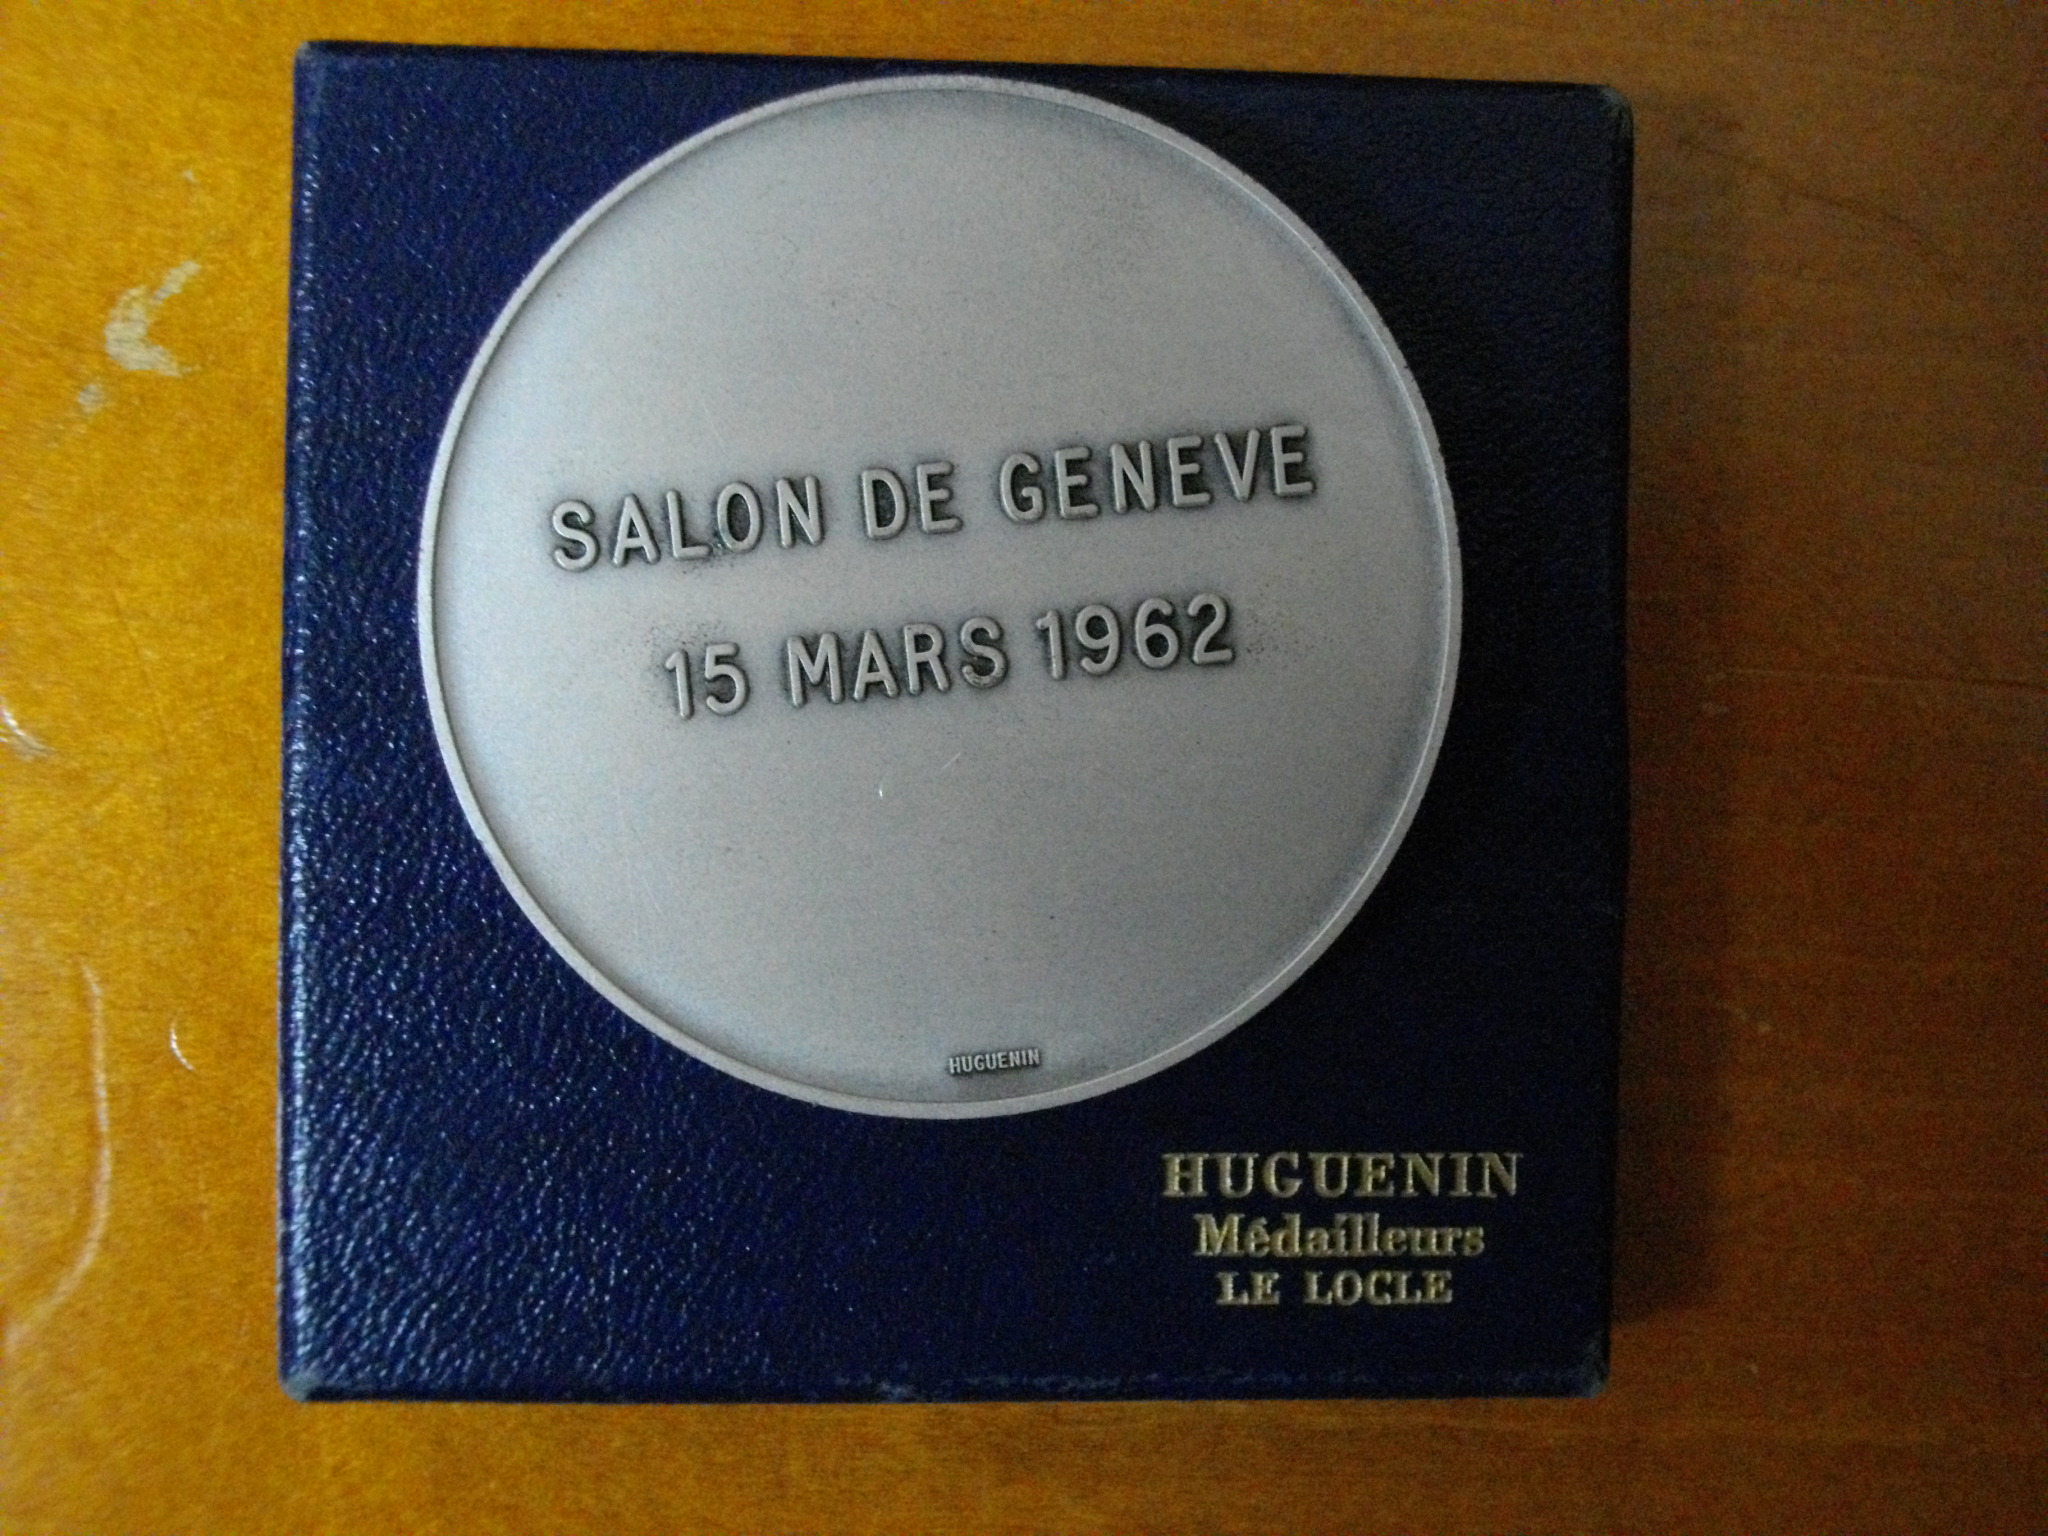 SALON DE GENEVE
15 MARS 1962
HUGUENIN
HUGUENIN
Médailleurs
LE LOCLE